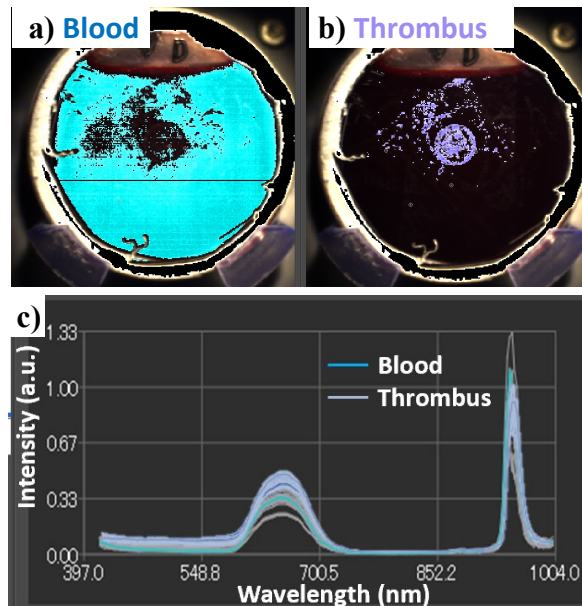 a) Blood
b) Thrombus
c)
1.33
1.00
0.67
0.33
0.00
Intensity (a.u.)
Blood
Thrombus
397.0 548.8 700.5 852.2 1004.0
Wavelength (nm)